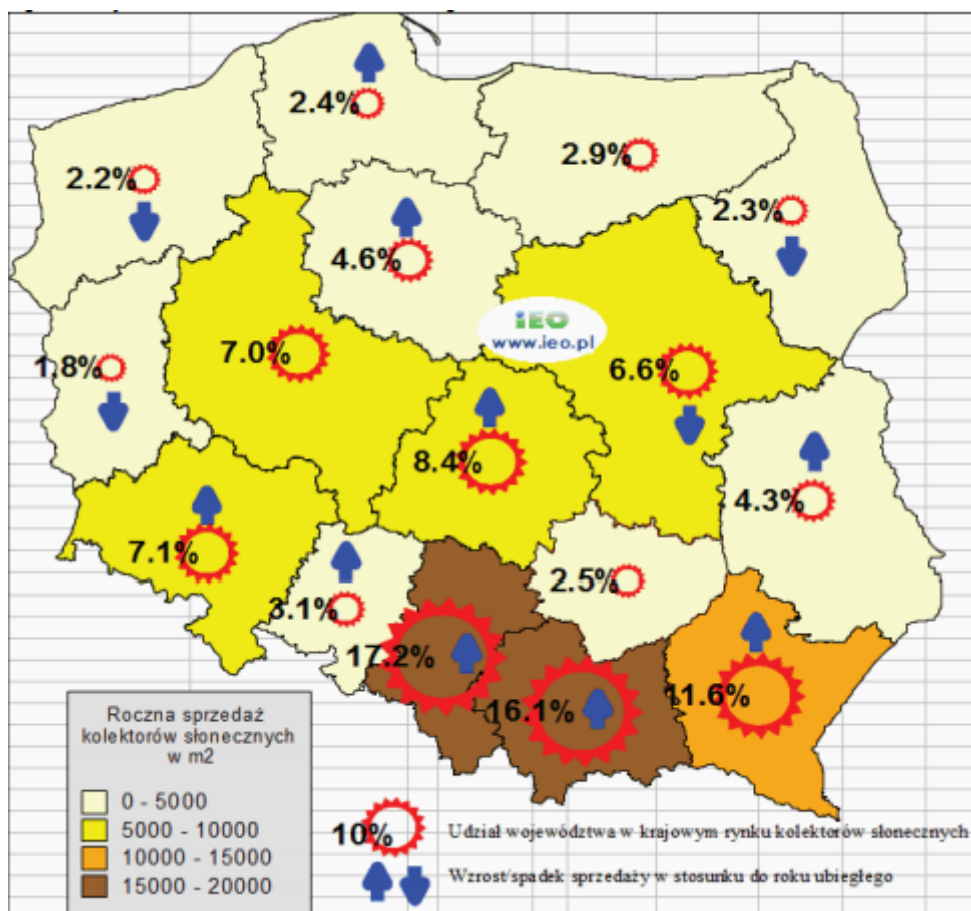 2.4%
2.9%
2.2%
2.3%
4.6%
iEO
www.ieo.pl
7.0%
6.6%
1.8%
8.4%
4.3%
7.1%
2.5%
3.1%
17.2%
16.1%
11.6%
Roczna sprzedaż
kolektorów słonecznych
w m2
0 - 5000
5000 - 10000
10000 - 15000
15000 - 20000
10%
Udział województwa w krajowym rynku kolektorów słonecznych
Wzrost/spadek sprzedaży w stosunku do roku ubiegłego